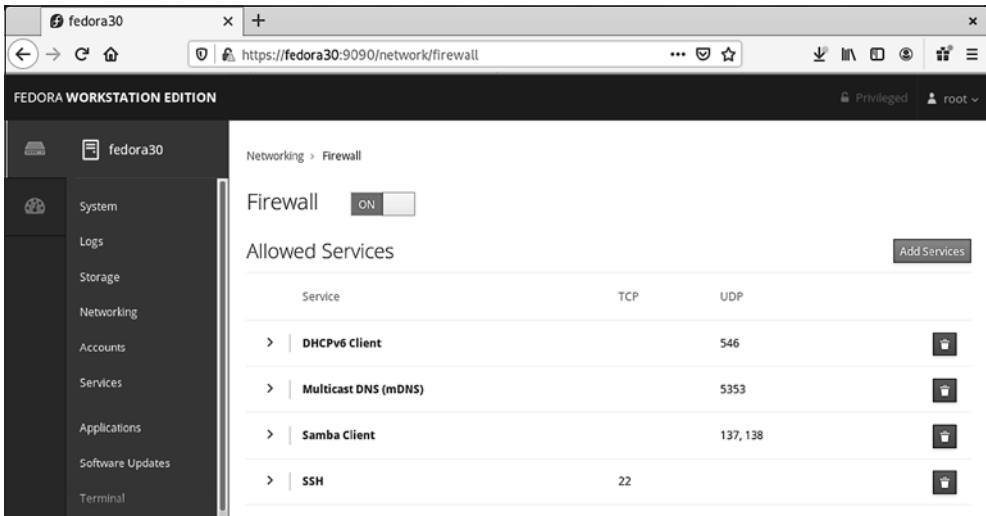 fedora30
https://fedora30:9090/network/firewall
FEDORA WORKSTATION EDITION
Privileged
root
fedora30
System
Logs
Storage
Networking
Accounts
Services
Applications
Software Updates
Terminal
Networking > Firewall
Firewall ON
Allowed Services Add Services
Service TCP UDP
DHCPv6 Client 546
Multicast DNS (mDNS) 5353
Samba Client 137, 138
SSH 22